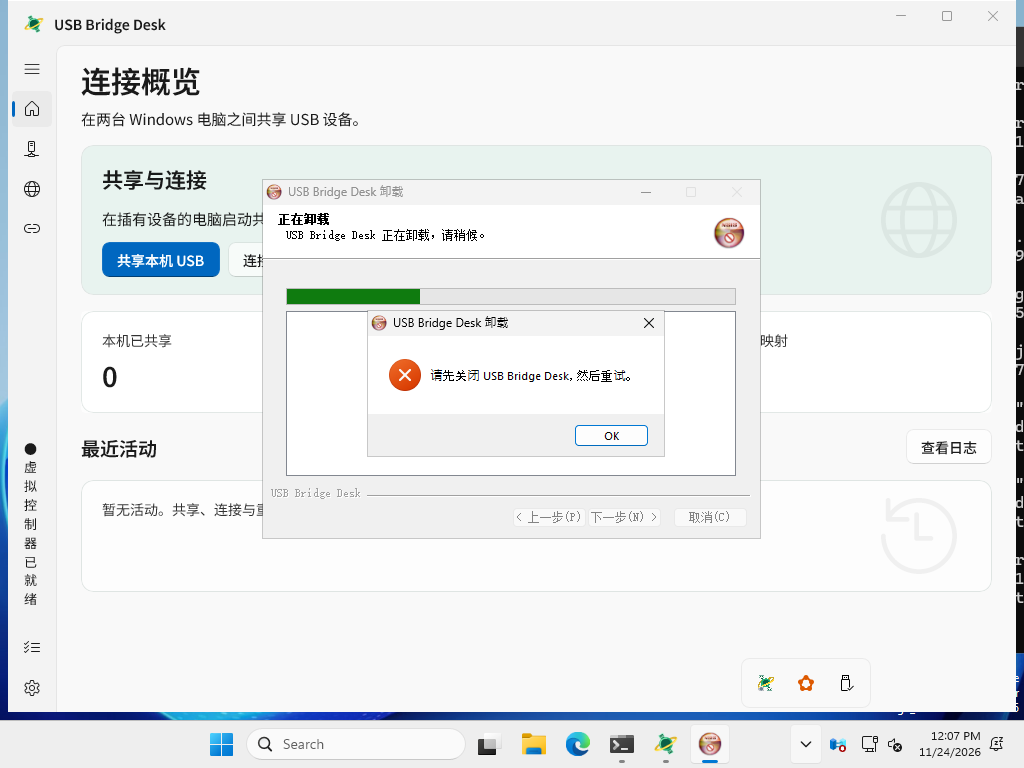 USB Bridge Desk
连接概览
在两台 Windows 电脑之间共享 USB 设备。
共享与连接
在插有设备的电脑启动共
共享本机 USB
连接
本机已共享
0
映射
最近活动
查看日志
暂无活动。共享、连接与重
虚拟控制器已就绪
USB Bridge Desk 卸载
正在卸载
USB Bridge Desk 正在卸载，请稍候。
USB Bridge Desk 卸载
请先关闭 USB Bridge Desk, 然后重试。
OK
USB Bridge Desk
< 上一步(P)
下一步(N) >
取消(C)
Search
12:07 PM
11/24/2026